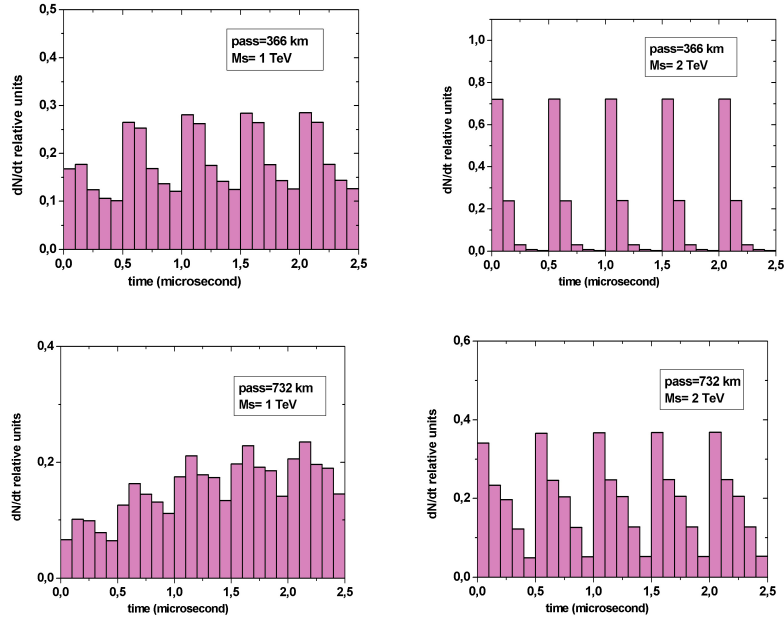 pass=366 km
Ms= 1 TeV
dN/dt relative units
0,5
0,4
0,3
0,2
0,1
0,0
0,0 0,5 1,0 1,5 2,0 2,5
time (microsecond)
pass=366 km
Ms= 2 TeV
dN/dt relative units
1,0
0,8
0,6
0,4
0,2
0,0
0,0 0,5 1,0 1,5 2,0 2,5
time (microsecond)
pass=732 km
Ms= 1 TeV
dN/dt relative units
0,4
0,2
0,0
0,0 0,5 1,0 1,5 2,0 2,5
time (microsecond)
pass=732 km
Ms= 2 TeV
dN/dt relative units
0,6
0,4
0,2
0,0
0,0 0,5 1,0 1,5 2,0 2,5
time (microsecond)